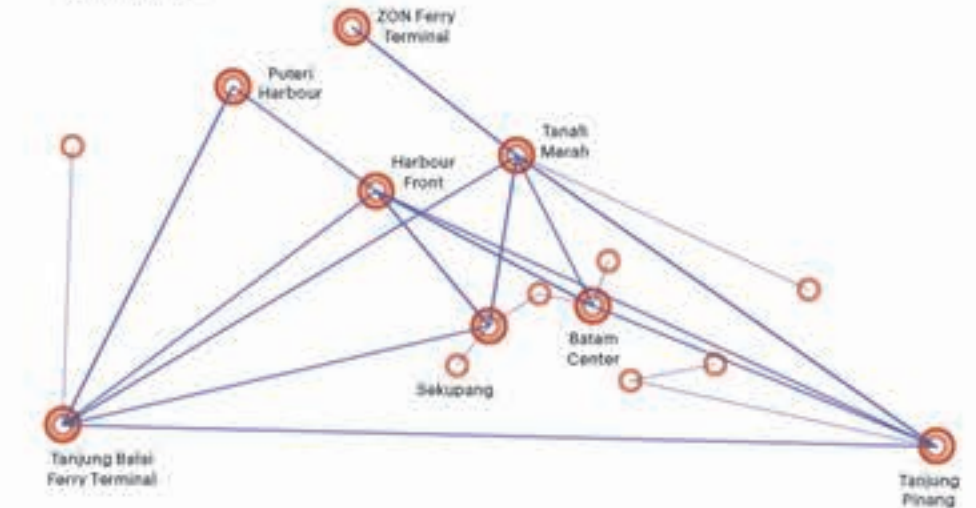 ZON Ferry
Terminal
Puteri
Harbour
Tanah
Merah
Harbour
Front
Batam
Center
Sekupang
Tanjung Balai
Ferry Terminal
Tanjung
Pinang